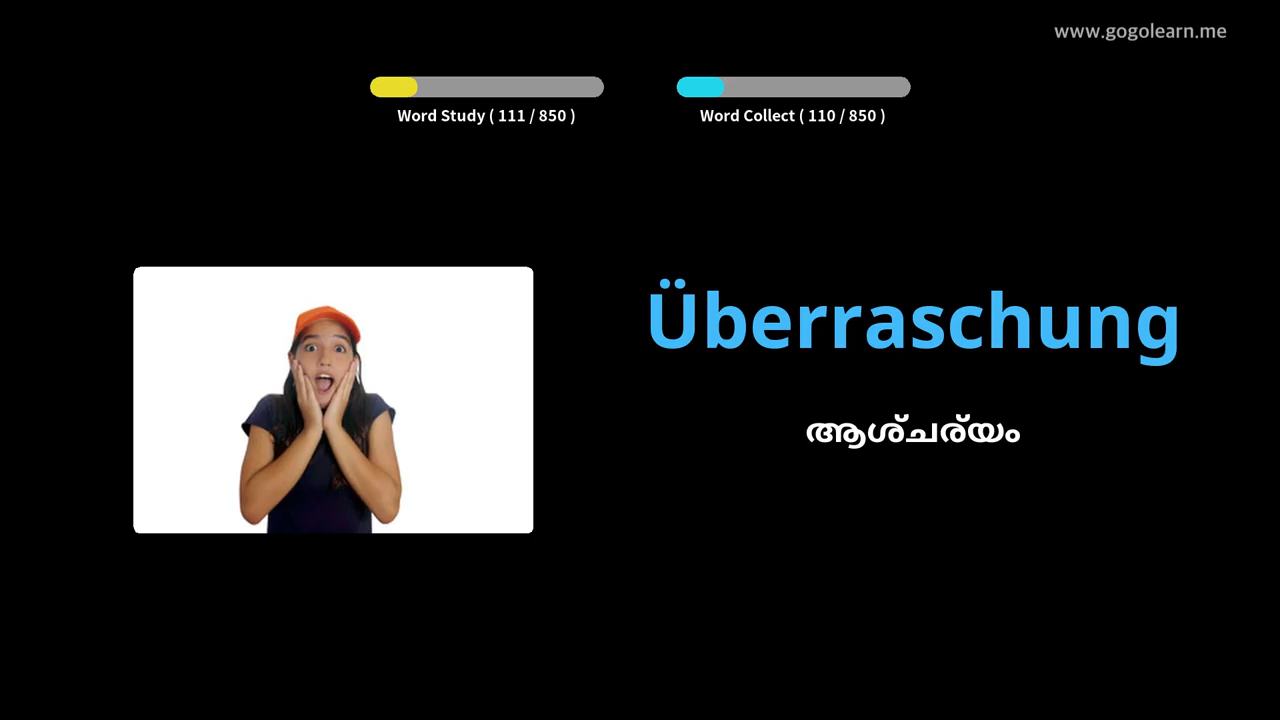 www.gogolearn.me
Word Study ( 111 / 850 )
Word Collect ( 110 / 850 )
Überraschung
ആശ്ചര്യം